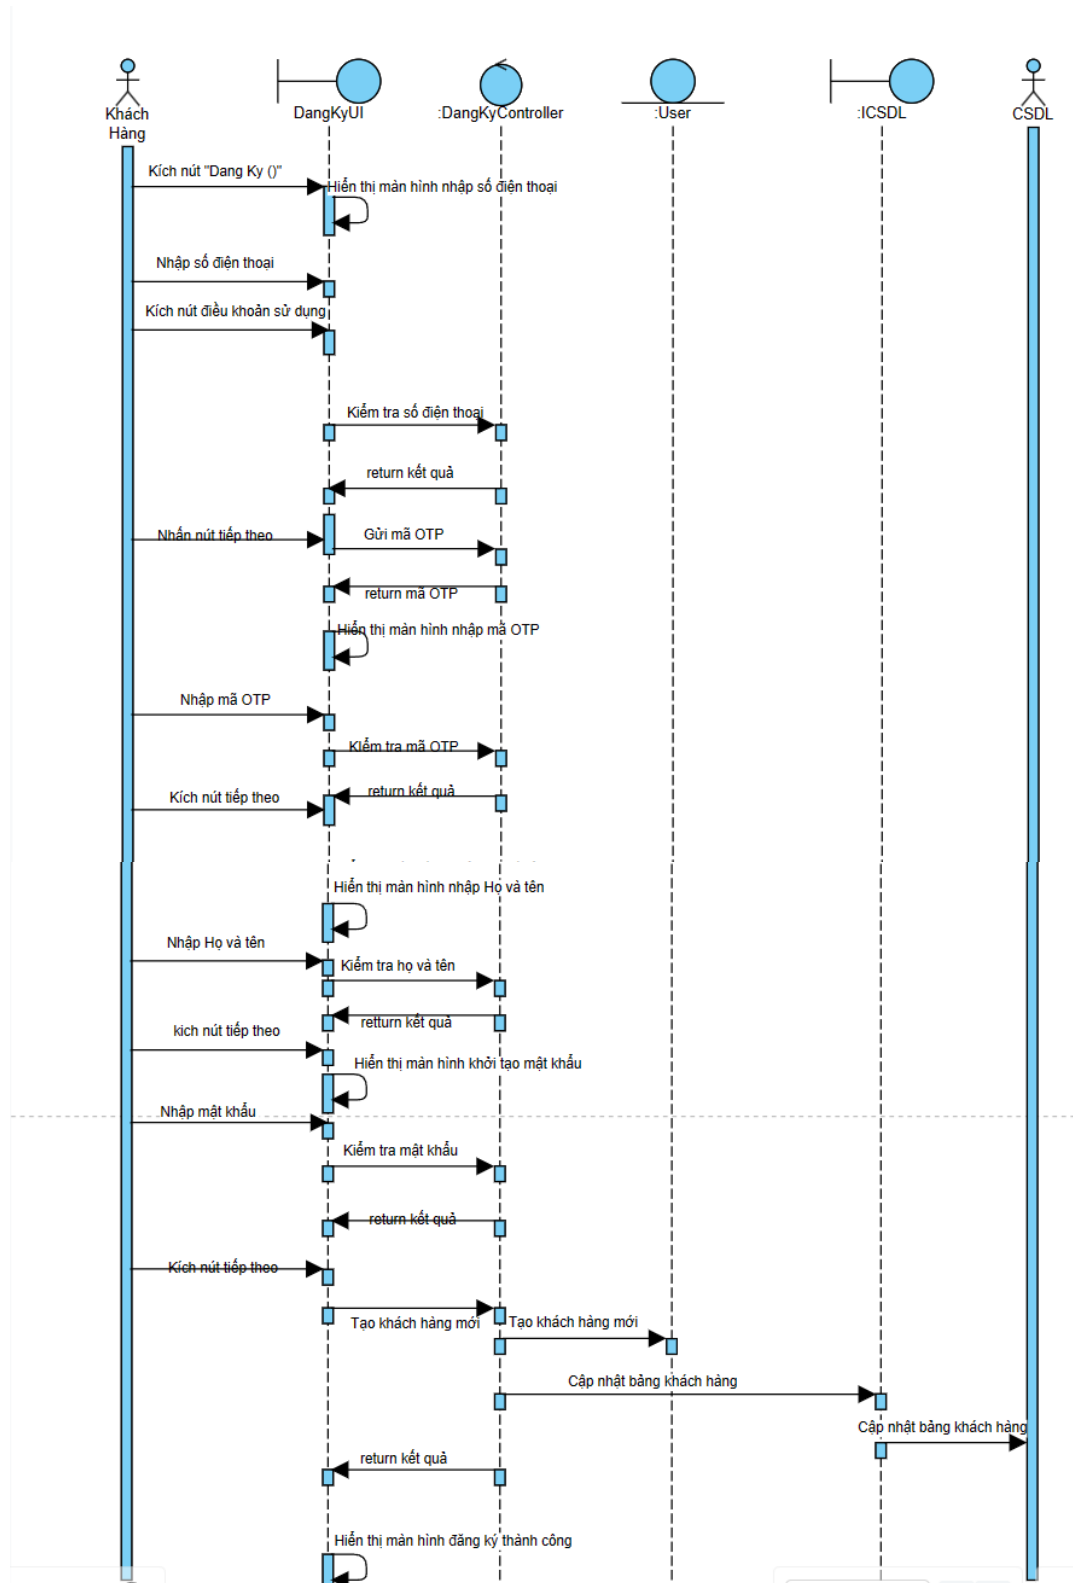 Khách
Hàng
DangKyUI
:DangKyController
:User
:ICSDL
CSDL
Kích nút "Dang Ky ()"
Hiển thị màn hình nhập số điện thoại
Nhập số điện thoại
Kích nút điều khoản sử dụng
Kiểm tra số điện thoại
return kết quả
Nhấn nút tiếp theo
Gửi mã OTP
return mã OTP
Hiển thị màn hình nhập mã OTP
Nhập mã OTP
KIểm tra mã OTP
return kết quả
Kích nút tiếp theo
Hiển thị màn hình nhập Họ và tên
Nhập Họ và tên
Kiểm tra họ và tên
retturn kết quả
kich nút tiếp theo
Hiển thị màn hình khởi tạo mật khẩu
Nhập mật khẩu
Kiểm tra mật khẩu
return kết quả
Kích nút tiếp theo
Tạo khách hàng mới
Tạo khách hàng mới
Cập nhật bảng khách hàng
Cập nhật bảng khách hàng
return kết quả
Hiển thị màn hình đăng ký thành công